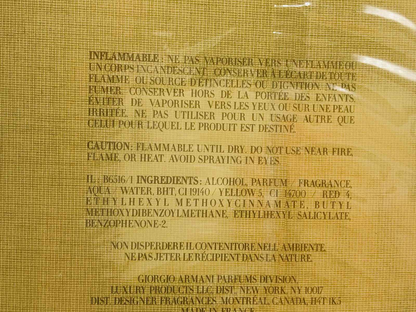 INFLAMMABLE : NE PAS VAPORISER VERS UNE FLAMME OU
UN CORPS INCANDESCENT. CONSERVER À L'ÉCART DE TOUTE
FLAMME OU SOURCE D'ÉTINCELLES OU D'IGNITION. NE PAS
FUMER. CONSERVER HORS DE LA PORTÉE DES ENFANTS.
ÉVITER DE VAPORISER VERS LES YEUX OU SUR UNE PEAU
IRRITÉE. NE PAS UTILISER POUR UN USAGE AUTRE QUE
CELUI POUR LEQUEL LE PRODUIT EST DESTINÉ.
CAUTION: FLAMMABLE UNTIL DRY. DO NOT USE NEAR FIRE,
FLAME, OR HEAT. AVOID SPRAYING IN EYES.
IL : B6516/1 INGREDIENTS: ALCOHOL, PARFUM / FRAGRANCE,
AQUA / WATER, BHT, CI 19140 / YELLOW 5, CI 14700 / RED 4,
ETHYLHEXYL METHOXYCINNAMATE, BUTYL
METHOXYDIBENZOYLMETHANE, ETHYLHEXYL SALICYLATE,
BENZOPHENONE-2.
NON DISPERDERE IL CONTENITORE NELL'AMBIENTE.
NE PAS JETER LE RÉCIPIENT DANS LA NATURE.
GIORGIO ARMANI PARFUMS DIVISION,
LUXURY PRODUCTS LLC DIST. NEW YORK, NY 10017
DIST. DESIGNER FRAGRANCES, MONTRÉAL, CANADA, H4T 1K5
MADE IN FRANCE